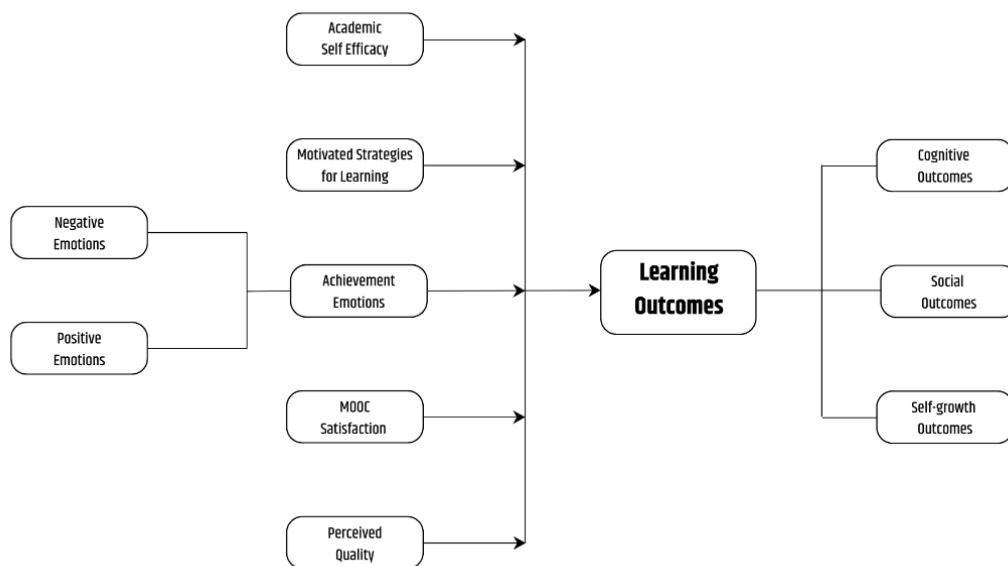 Academic
Self Efficacy
Motivated Strategies
for Learning
Negative
Emotions
Positive
Emotions
Achievement
Emotions
MOOC
Satisfaction
Perceived
Quality
Learning
Outcomes
Cognitive
Outcomes
Social
Outcomes
Self-growth
Outcomes